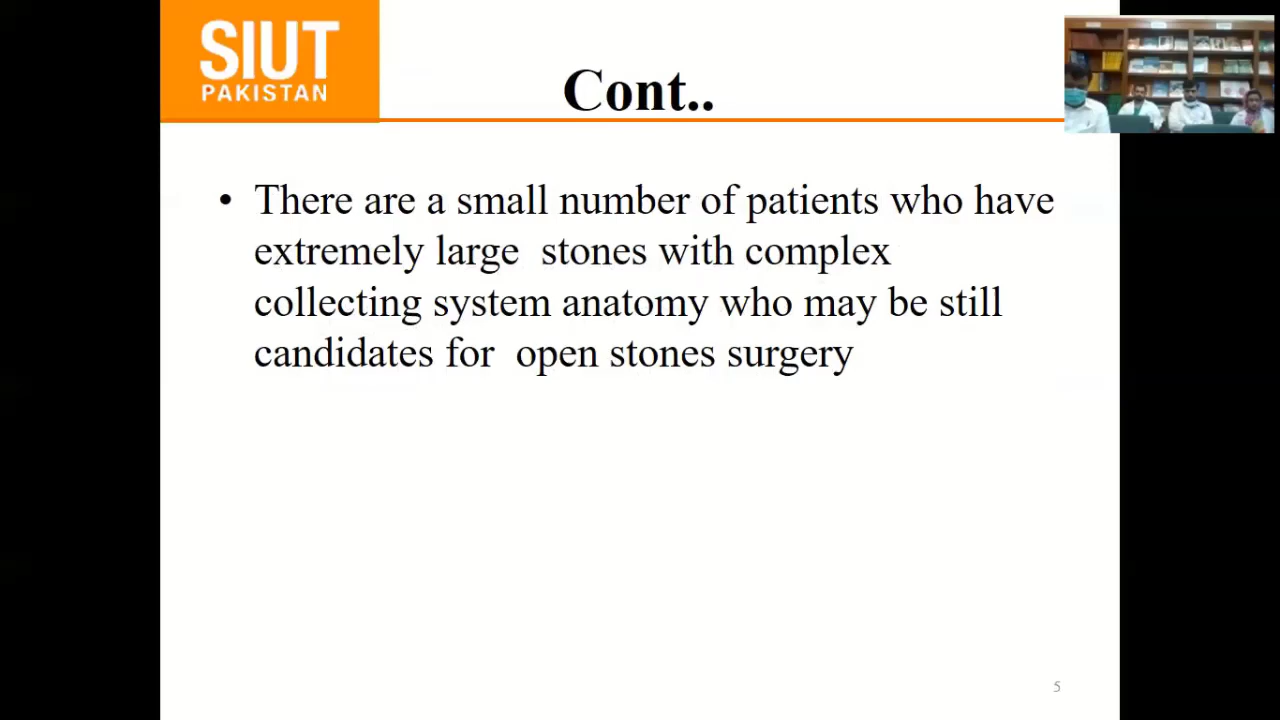 SIUT
PAKISTAN
Cont..
• There are a small number of patients who have
extremely large  stones with complex
collecting system anatomy who may be still
candidates for  open stones surgery
5